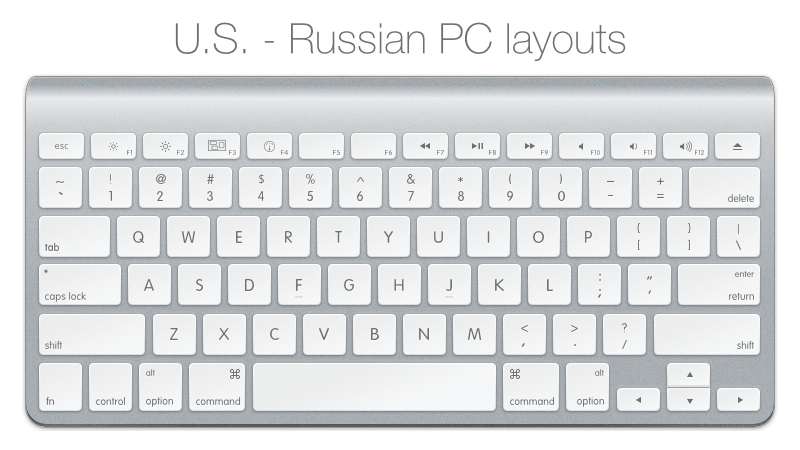 U.S. - Russian PC layouts
esc F1 F2 F3 F4 F5 F6 F7 F8 F9 F10 F11 F12
~ ! @ # $ % ^ & * ( ) – +
` 1 2 3 4 5 6 7 8 9 0 - = delete
tab Q W E R T Y U I O P { [ } ] | \
caps lock A S D F G H J K L : ; " ' enter return
shift Z X C V B N M < , > . ? / shift
fn control alt option ⌘ command ⌘ command alt option